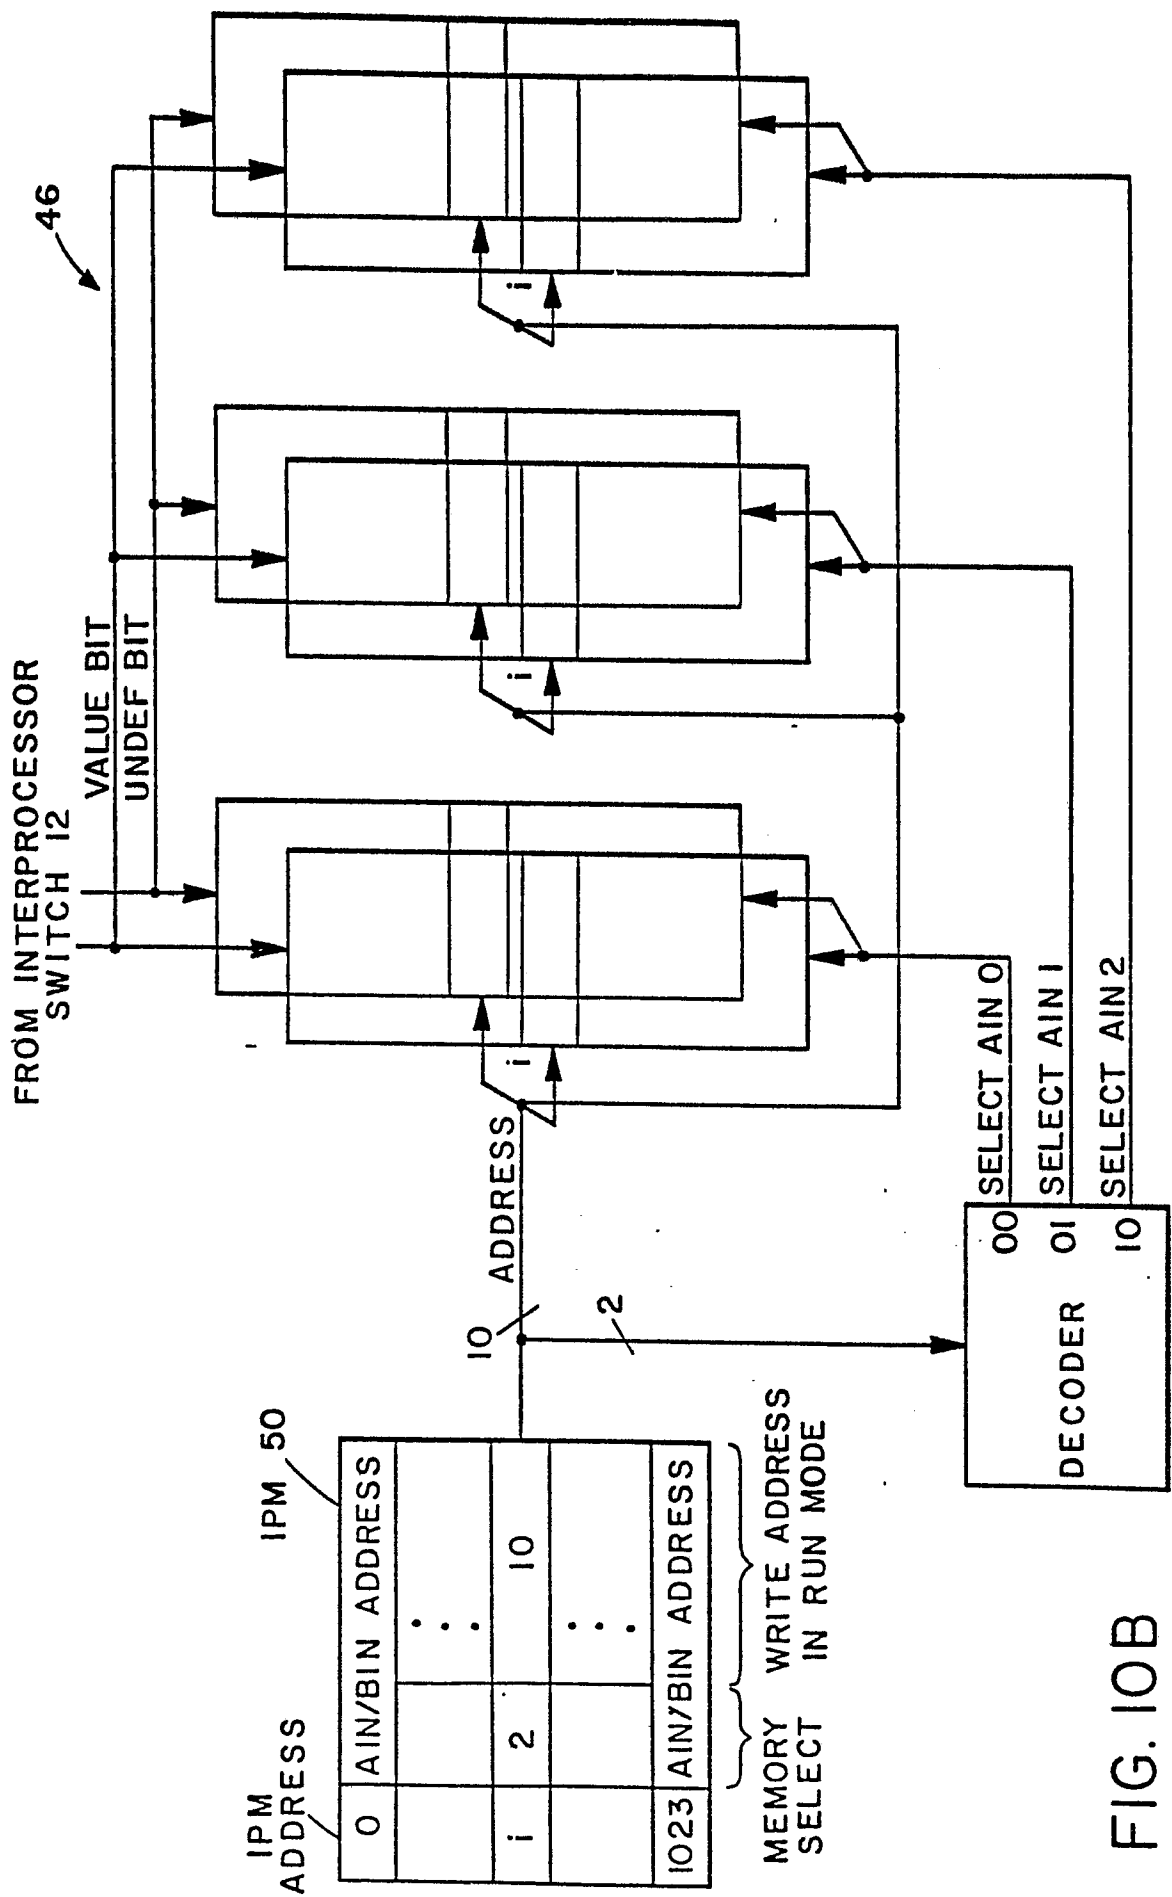 FROM INTERPROCESSOR
SWITCH 12
VALUE BIT
UNDEF BIT
46
IPM
ADDRESS
IPM 50
0 AIN/BIN ADDRESS
i 2 10
1023 AIN/BIN ADDRESS
MEMORY
SELECT
WRITE ADDRESS
IN RUN MODE
10
ADDRESS
2
i
i
i
DECODER
00 SELECT AIN 0
01 SELECT AIN 1
10 SELECT AIN 2
FIG. 10B